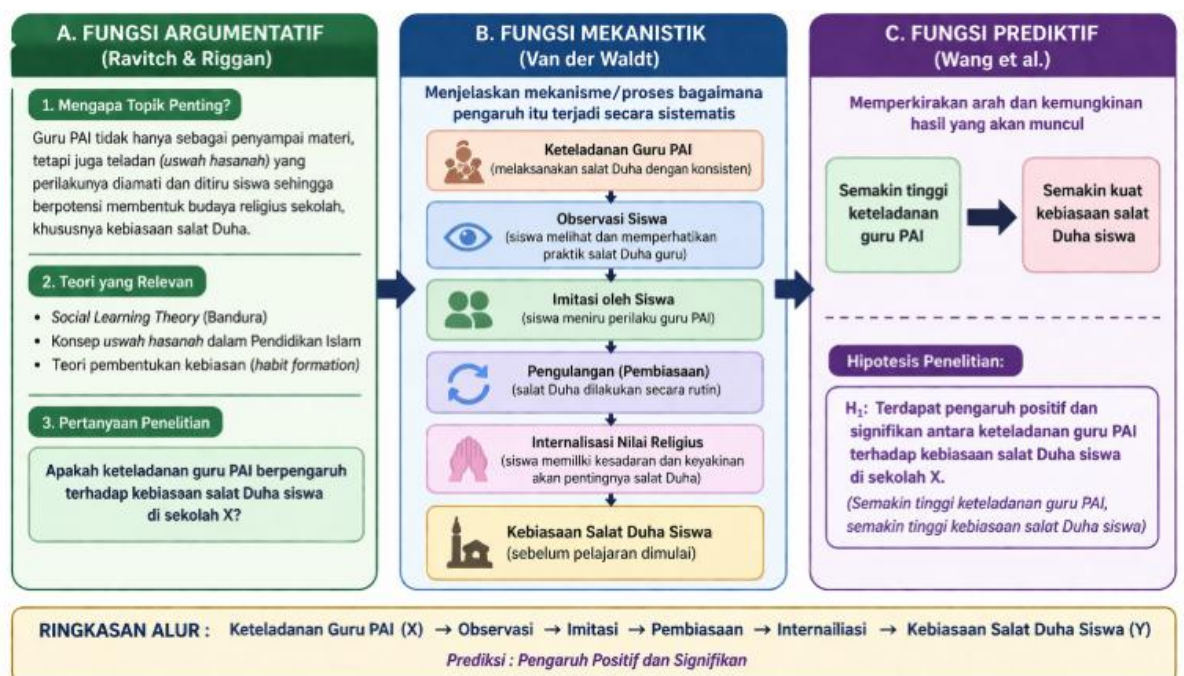 A. FUNGSI ARGUMENTATIF
(Ravitch & Riggan)
1. Mengapa Topik Penting?
Guru PAI tidak hanya sebagai penyampai materi,
tetapi juga teladan (uswah hasanah) yang
perilakunya diamati dan ditiru siswa sehingga
berpotensi membentuk budaya religius sekolah,
khususnya kebiasaan salat Duha.
2. Teori yang Relevan
• Social Learning Theory (Bandura)
• Konsep uswah hasanah dalam Pendidikan Islam
• Teori pembentukan kebiasaan (habit formation)
3. Pertanyaan Penelitian
Apakah keteladanan guru PAI berpengaruh
terhadap kebiasaan salat Duha siswa
di sekolah X?
B. FUNGSI MEKANISTIK
(Van der Waldt)
Menjelaskan mekanisme/proses bagaimana
pengaruh itu terjadi secara sistematis
Keteladanan Guru PAI
(melaksanakan salat Duha dengan konsisten)
Observasi Siswa
(siswa melihat dan memperhatikan
praktik salat Duha guru)
Imitasi oleh Siswa
(siswa meniru perilaku guru PAI)
Pengulangan (Pembiasaan)
(salat Duha dilakukan secara rutin)
Internalisasi Nilai Religius
(siswa memillki kesadaran dan keyakinan
akan pentingnya salat Duha)
Kebiasaan Salat Duha Siswa
(sebelum pelajaran dimulai)
C. FUNGSI PREDIKTIF
(Wang et al.)
Memperkirakan arah dan kemungkinan
hasil yang akan muncul
Semakin tinggi
keteladanan
guru PAI
Semakin kuat
kebiasaan salat
Duha siswa
Hipotesis Penelitian:
H₁: Terdapat pengaruh positif dan
signifikan antara keteladanan guru PAI
terhadap kebiasaan salat Duha siswa
di sekolah X.
(Semakin tinggi keteladanan guru PAI,
semakin tinggi kebiasaan salat Duha siswa)
RINGKASAN ALUR : Keteladanan Guru PAI (X) → Observasi → Imitasi → Pembiasaan → Internailiasi → Kebiasaan Salat Duha Siswa (Y)
Prediksi : Pengaruh Positif dan Signifikan